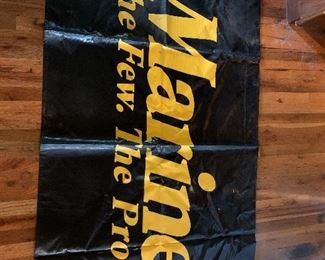 Marine
he Few. The Pro